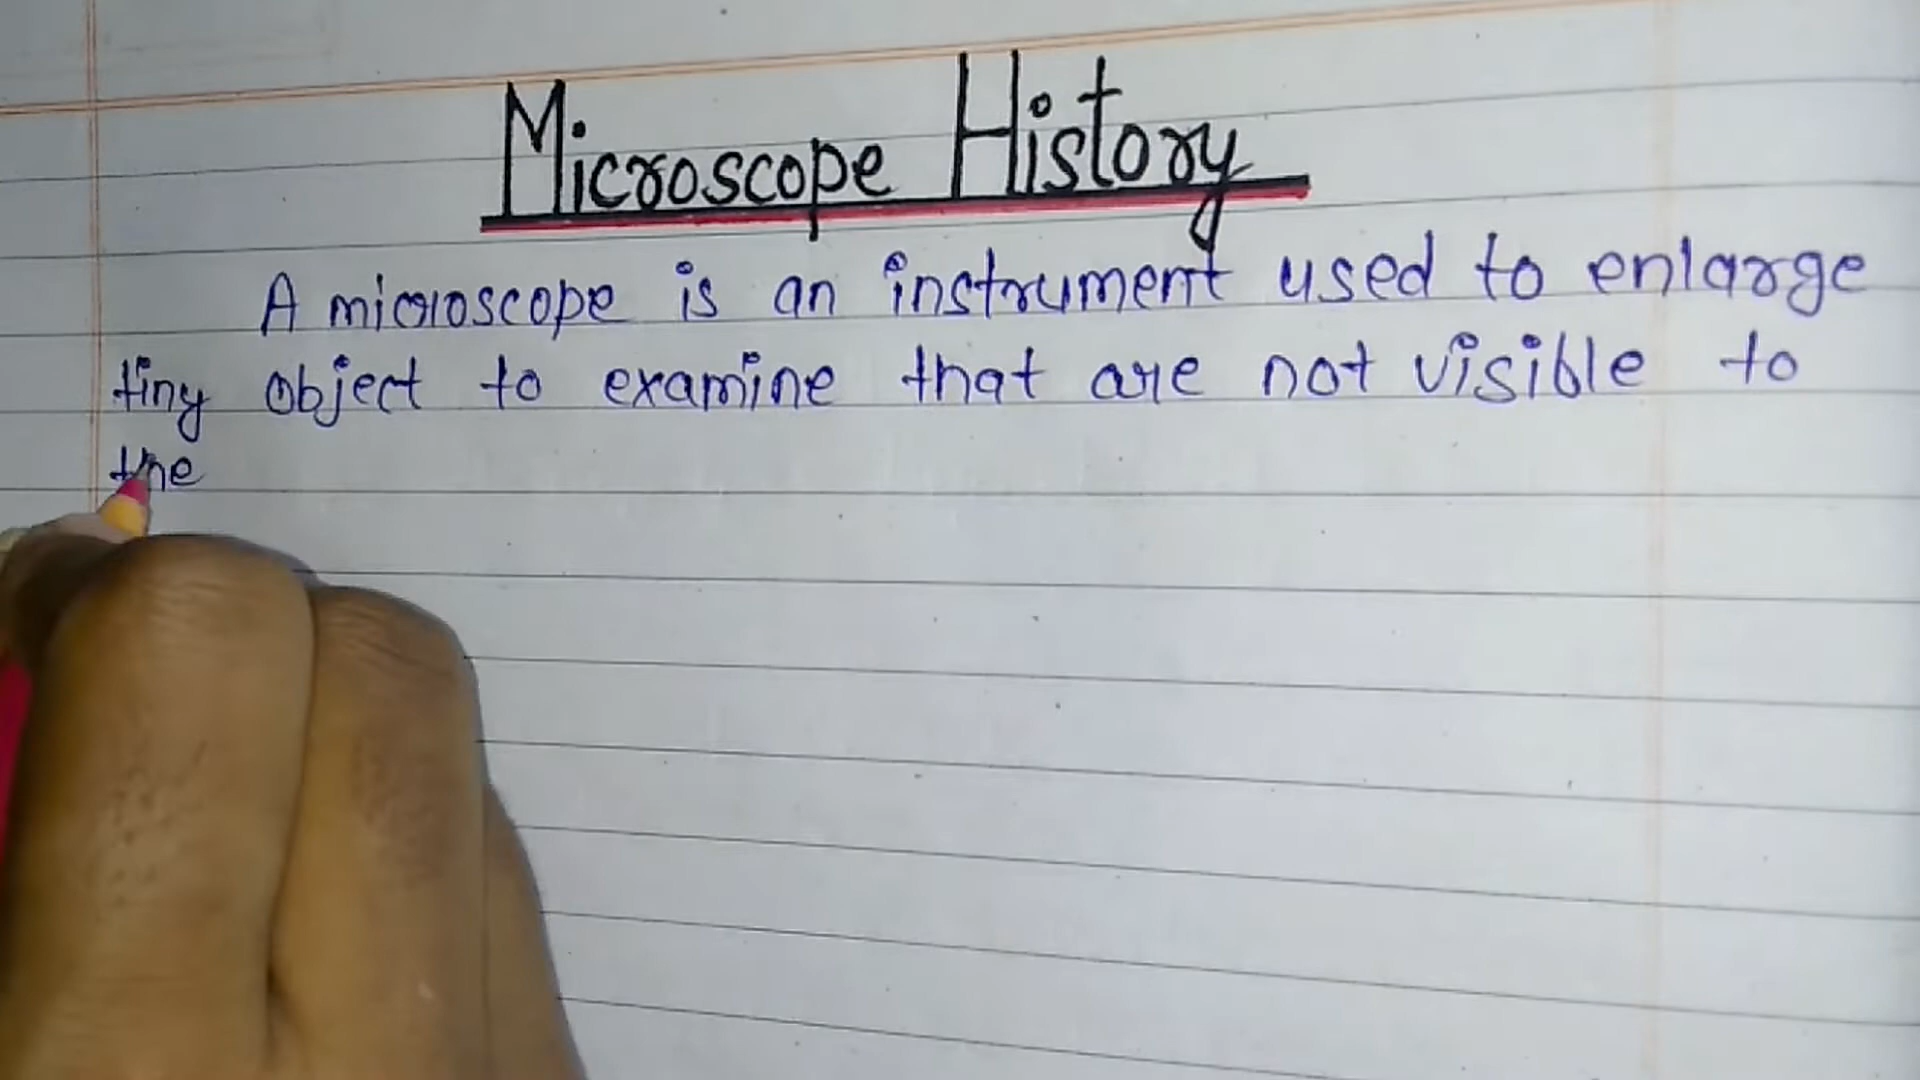 Microscope History
A microscope is an instrument used to enlarge
tiny object to examine that are not visible to
the